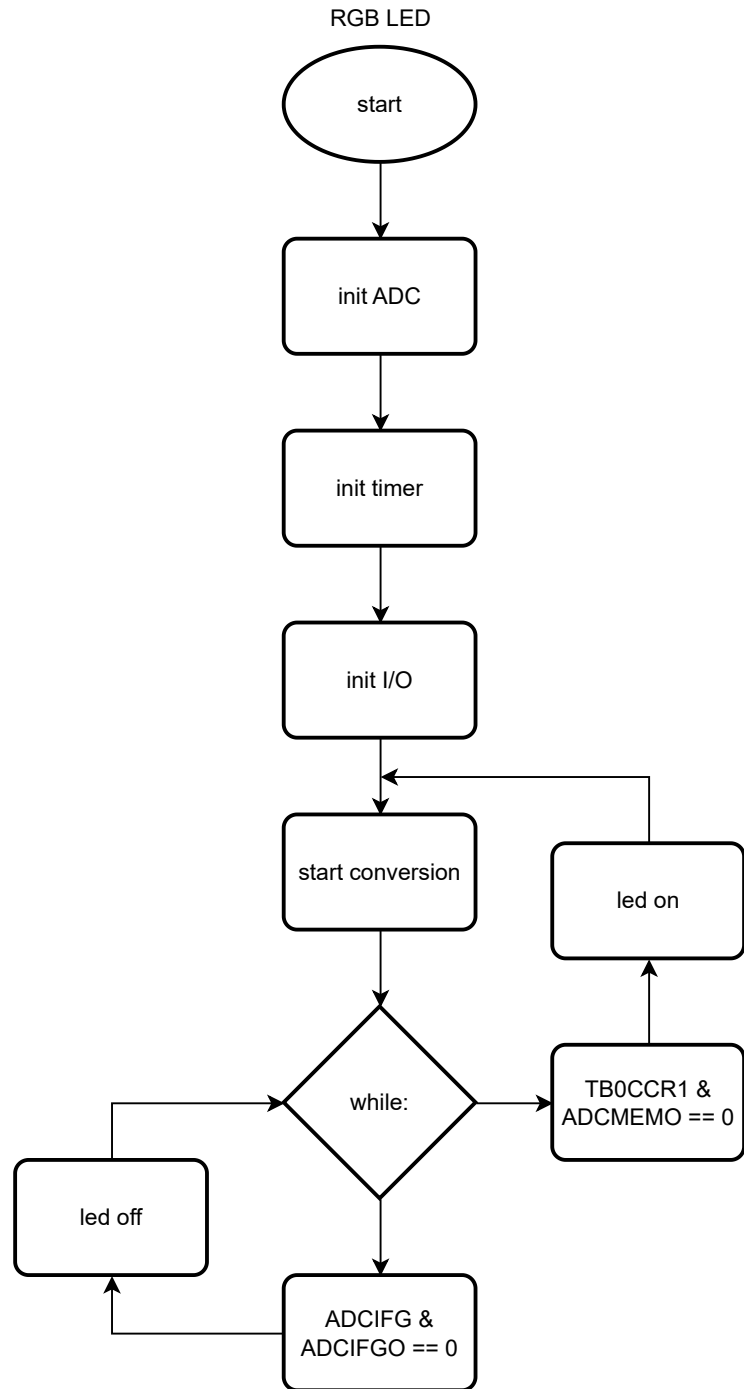 RGB LED
start
init ADC
init timer
init I/O
start conversion
led on
while:
TB0CCR1 &
ADCMEMO == 0
led off
ADCIFG &
ADCIFGO == 0